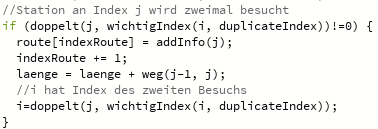 //Station an Index j wird zweimal besucht
if (doppelt(j, wichtigIndex(i, duplicateIndex))!=0) {
route[indexRoute] = addInfo(j);
indexRoute += 1;
laenge = laenge + weg(j-1, j);
//i hat Index des zweiten Besuchs
i=doppelt(j, wichtigIndex(i, duplicateIndex));
}